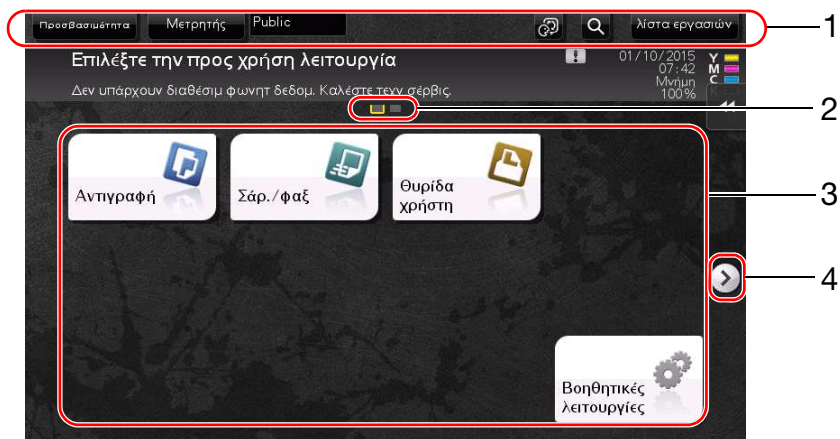 Προσβασιμότητα Μετρητής Public λίστα εργασιών 1
Επιλέξτε την προς χρήση λειτουργία
01/10/2015 Y
07:42 M
Δεν υπάρχουν διαθέσιμ φωνητ δεδομ. Καλέστε τεχν σέρβις.
Μνήμη C
100% K
2
Αντιγραφή
Σάρ./φαξ
Θυρίδα
χρήστη
3
4
Βοηθητικές
λειτουργίες